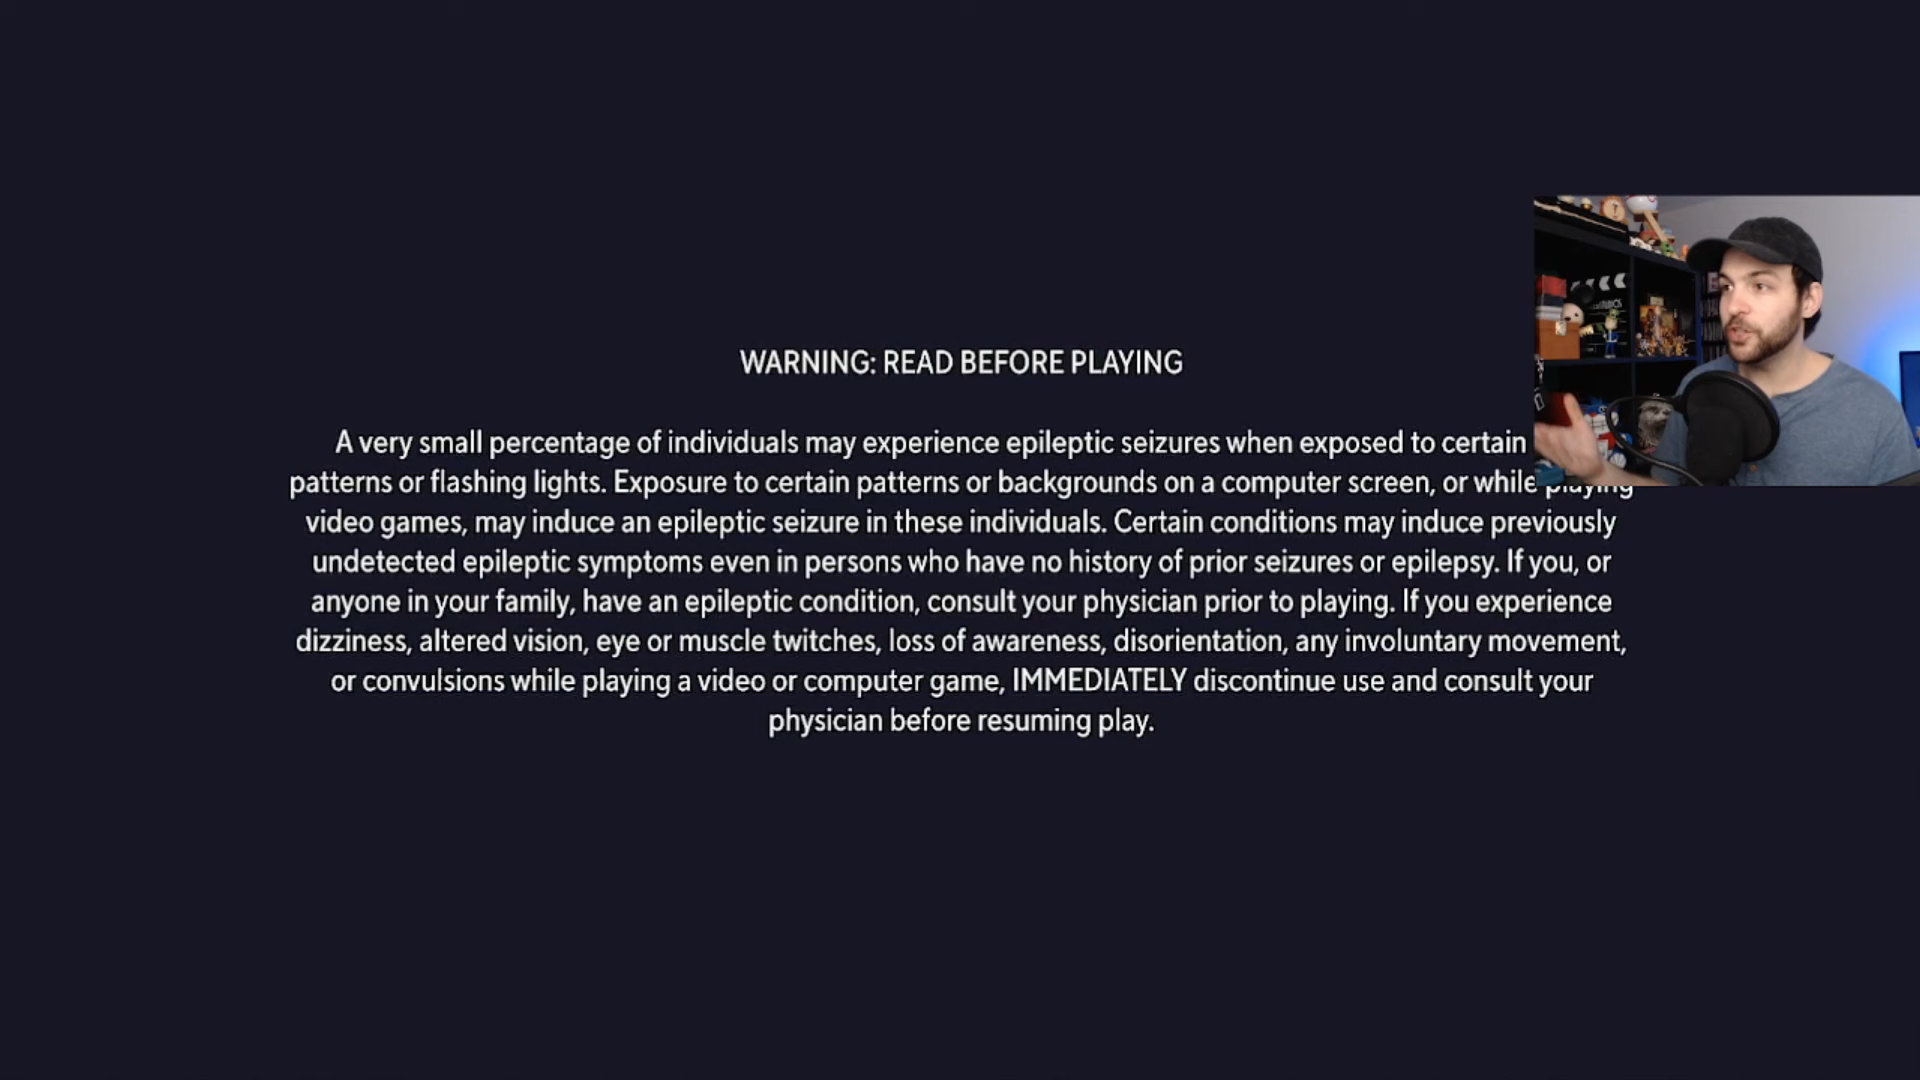 WARNING: READ BEFORE PLAYING
A very small percentage of individuals may experience epileptic seizures when exposed to certain
patterns or flashing lights. Exposure to certain patterns or backgrounds on a computer screen, or while playing
video games, may induce an epileptic seizure in these individuals. Certain conditions may induce previously
undetected epileptic symptoms even in persons who have no history of prior seizures or epilepsy. If you, or
anyone in your family, have an epileptic condition, consult your physician prior to playing. If you experience
dizziness, altered vision, eye or muscle twitches, loss of awareness, disorientation, any involuntary movement,
or convulsions while playing a video or computer game, IMMEDIATELY discontinue use and consult your
physician before resuming play.